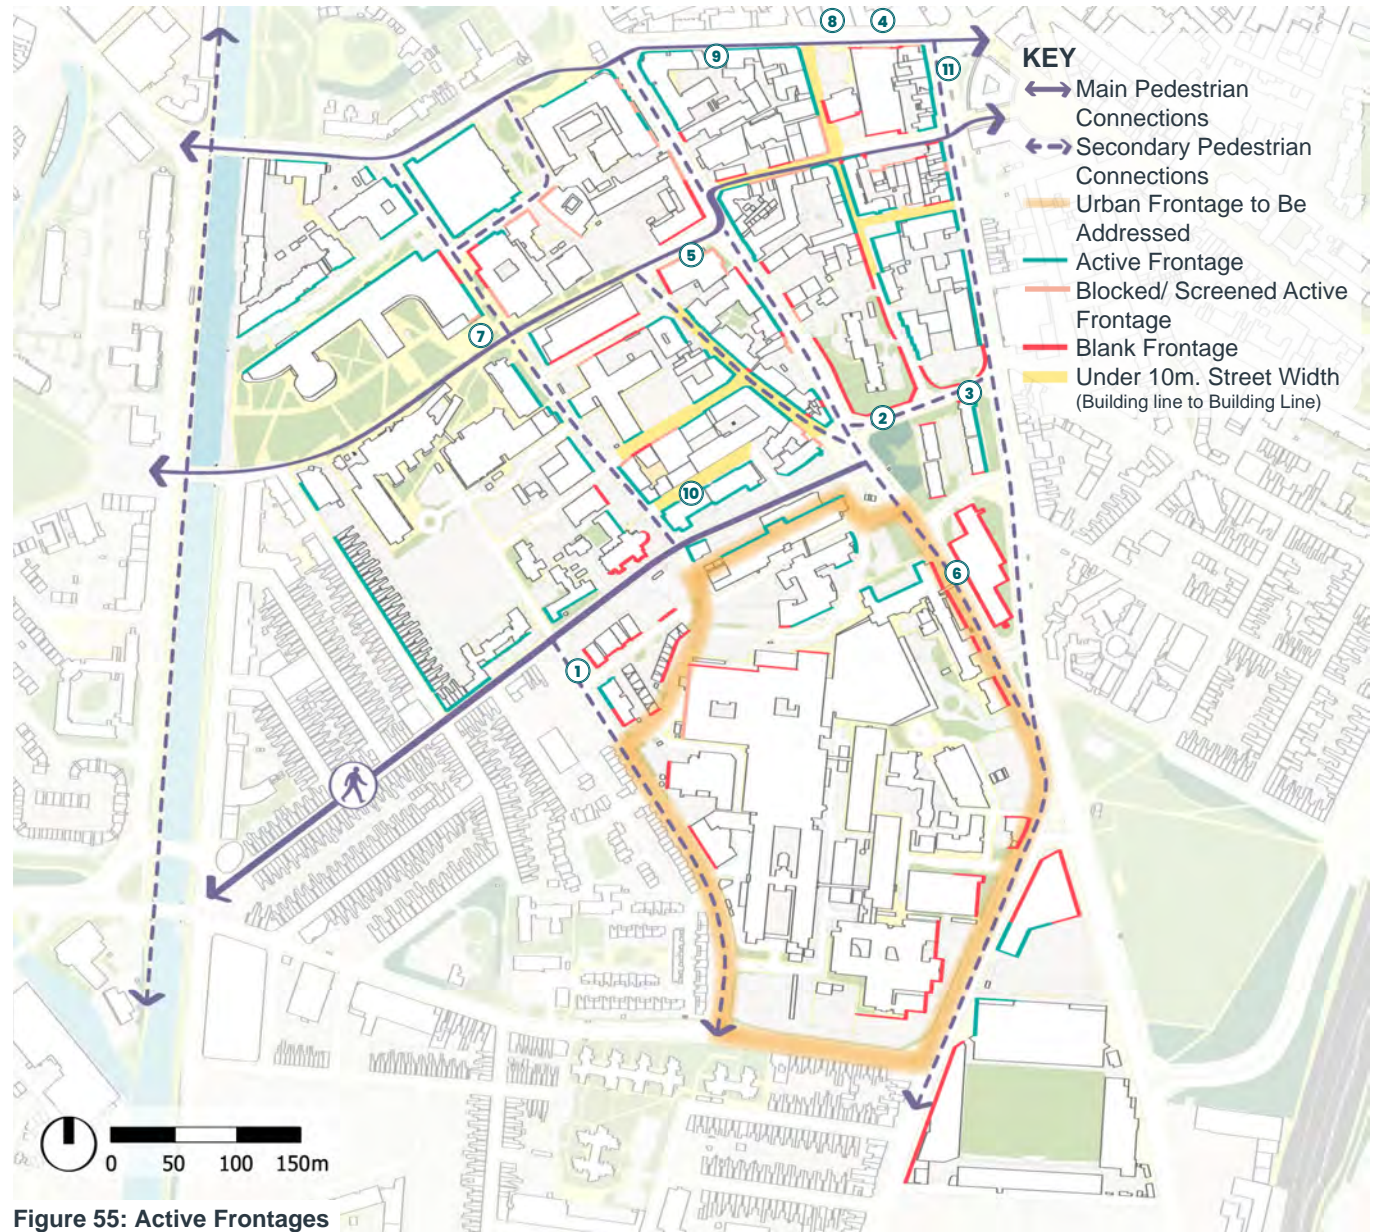 8
4
9
11
KEY
Main Pedestrian
Connections
Secondary Pedestrian
Connections
Urban Frontage to Be
Addressed
Active Frontage
Blocked/ Screened Active
Frontage
Blank Frontage
Under 10m. Street Width
(Building line to Building Line)
5
7
3
2
10
6
1
0 50 100 150m
Figure 55: Active Frontages